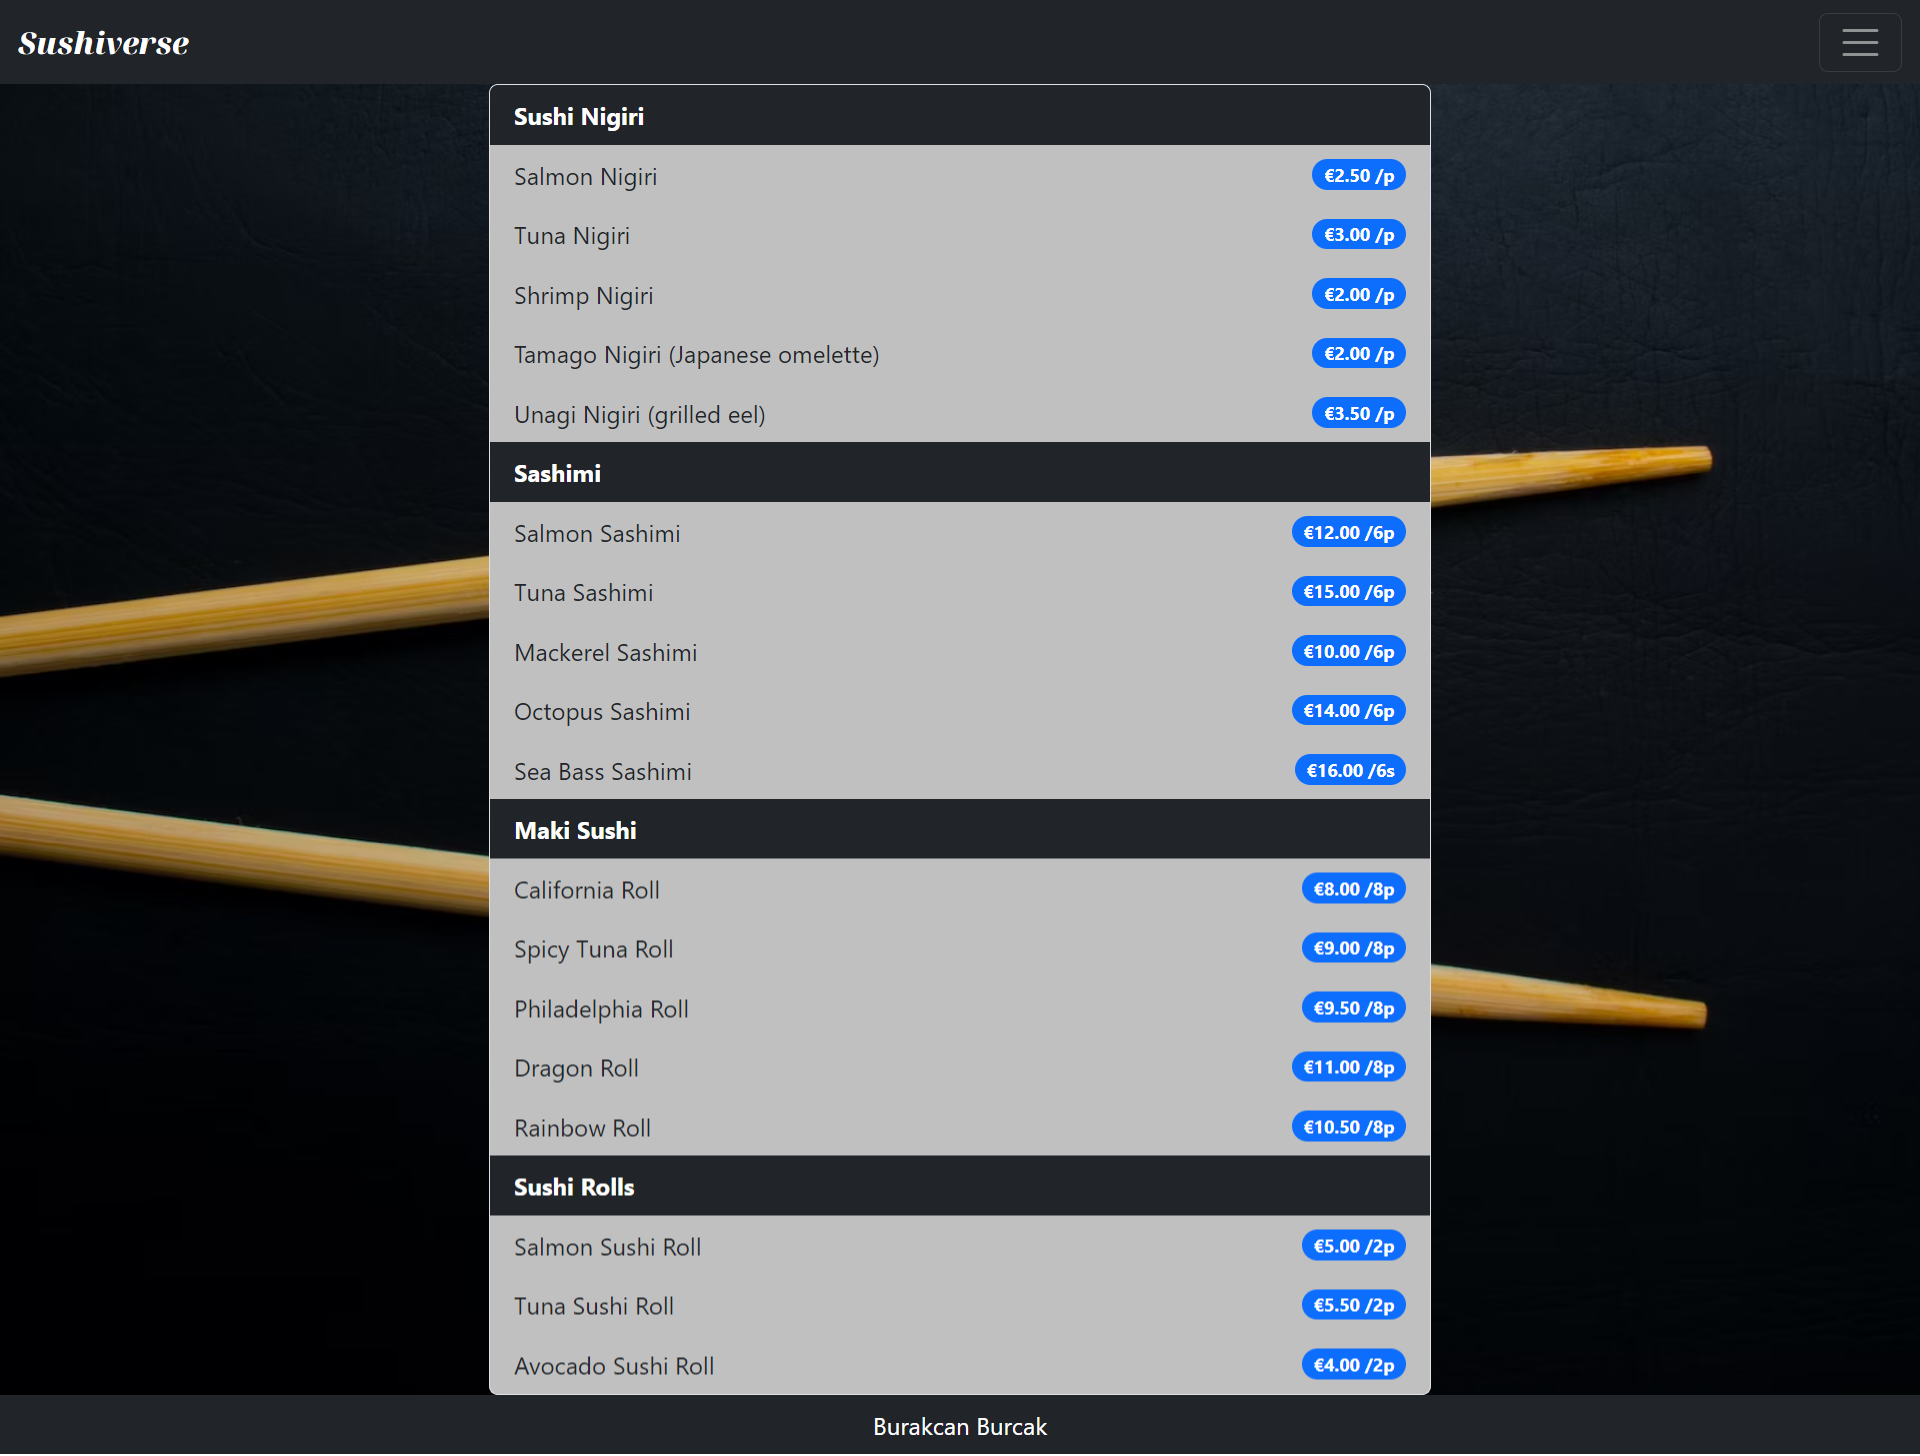 Sushiverse
Sushi Nigiri
Salmon Nigiri €2.50 /p
Tuna Nigiri €3.00 /p
Shrimp Nigiri €2.00 /p
Tamago Nigiri (Japanese omelette) €2.00 /p
Unagi Nigiri (grilled eel) €3.50 /p
Sashimi
Salmon Sashimi €12.00 /6p
Tuna Sashimi €15.00 /6p
Mackerel Sashimi €10.00 /6p
Octopus Sashimi €14.00 /6p
Sea Bass Sashimi €16.00 /6s
Maki Sushi
California Roll €8.00 /8p
Spicy Tuna Roll €9.00 /8p
Philadelphia Roll €9.50 /8p
Dragon Roll €11.00 /8p
Rainbow Roll €10.50 /8p
Sushi Rolls
Salmon Sushi Roll €5.00 /2p
Tuna Sushi Roll €5.50 /2p
Avocado Sushi Roll €4.00 /2p
Burakcan Burcak